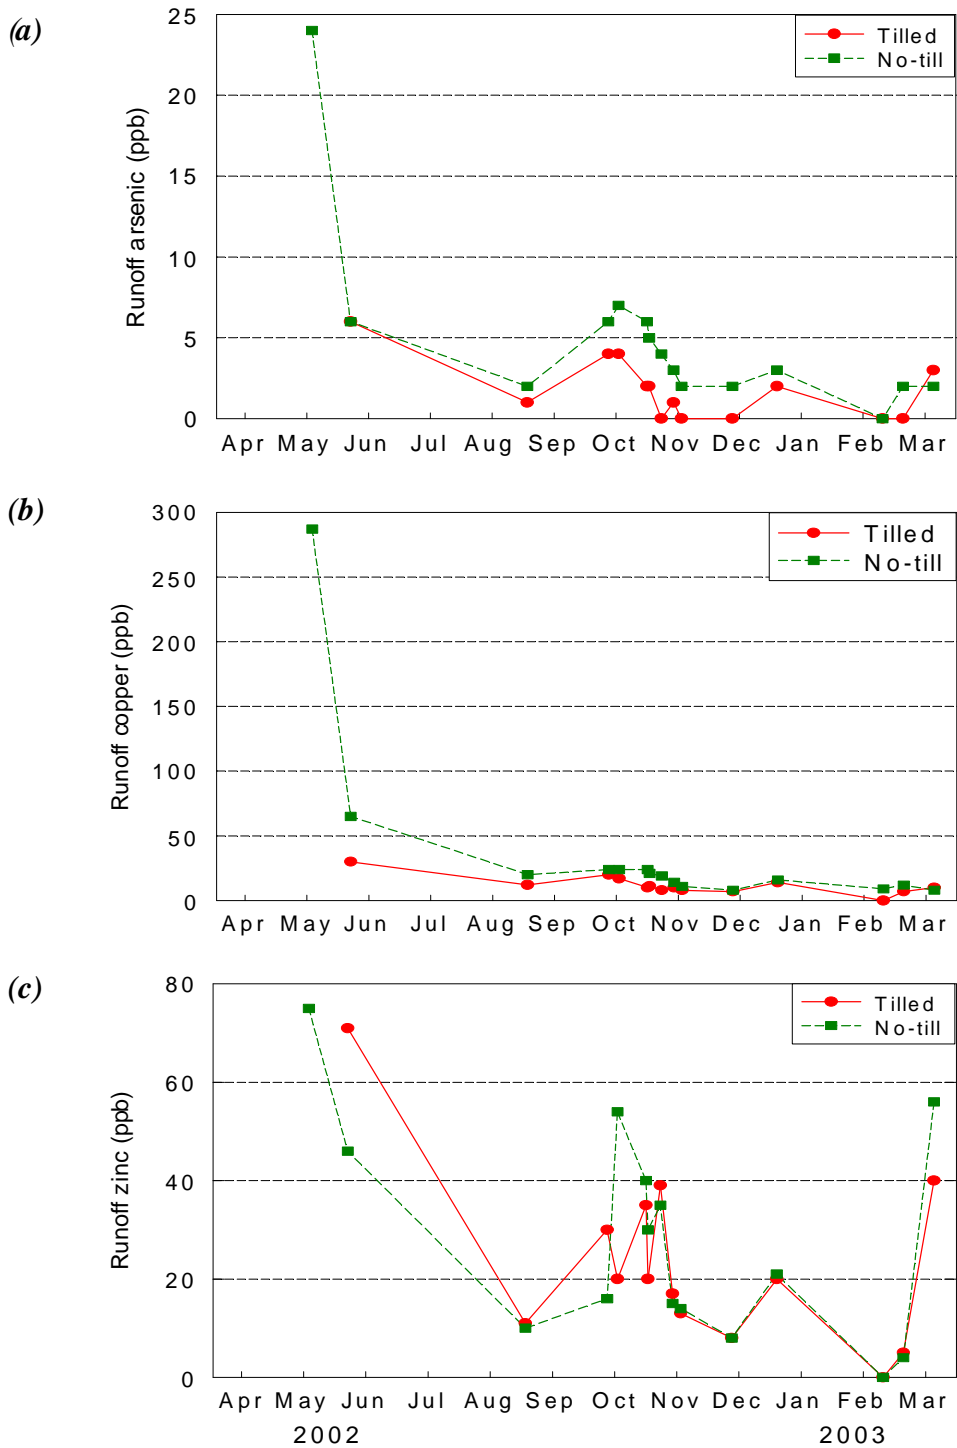 (a)
Runoff arsenic (ppb)
25
20
15
10
5
0
Tilled
No-till
Apr May Jun Jul Aug Sep Oct Nov Dec Jan Feb Mar
(b)
Runoff copper (ppb)
300
250
200
150
100
50
0
Tilled
No-till
Apr May Jun Jul Aug Sep Oct Nov Dec Jan Feb Mar
(c)
Runoff zinc (ppb)
80
60
40
20
0
Tilled
No-till
Apr May Jun Jul Aug Sep Oct Nov Dec Jan Feb Mar
2002 2003